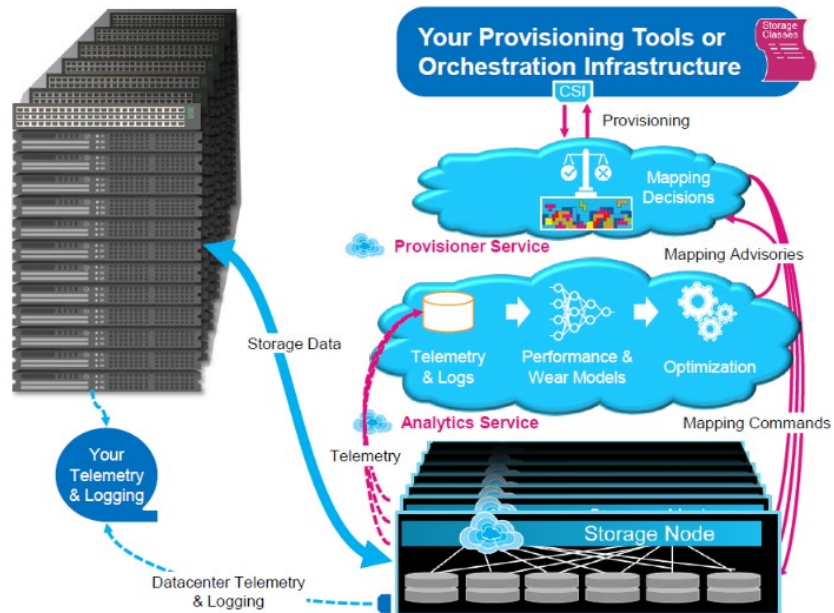 Your Provisioning Tools or
Orchestration Infrastructure
Storage
Classes
CSI
Provisioning
Mapping
Decisions
Provisioner Service
Mapping Advisories
Storage Data
Telemetry
& Logs
Performance &
Wear Models
Optimization
Analytics Service
Mapping Commands
Telemetry
Your
Telemetry
& Logging
Storage Node
Datacenter Telemetry
& Logging